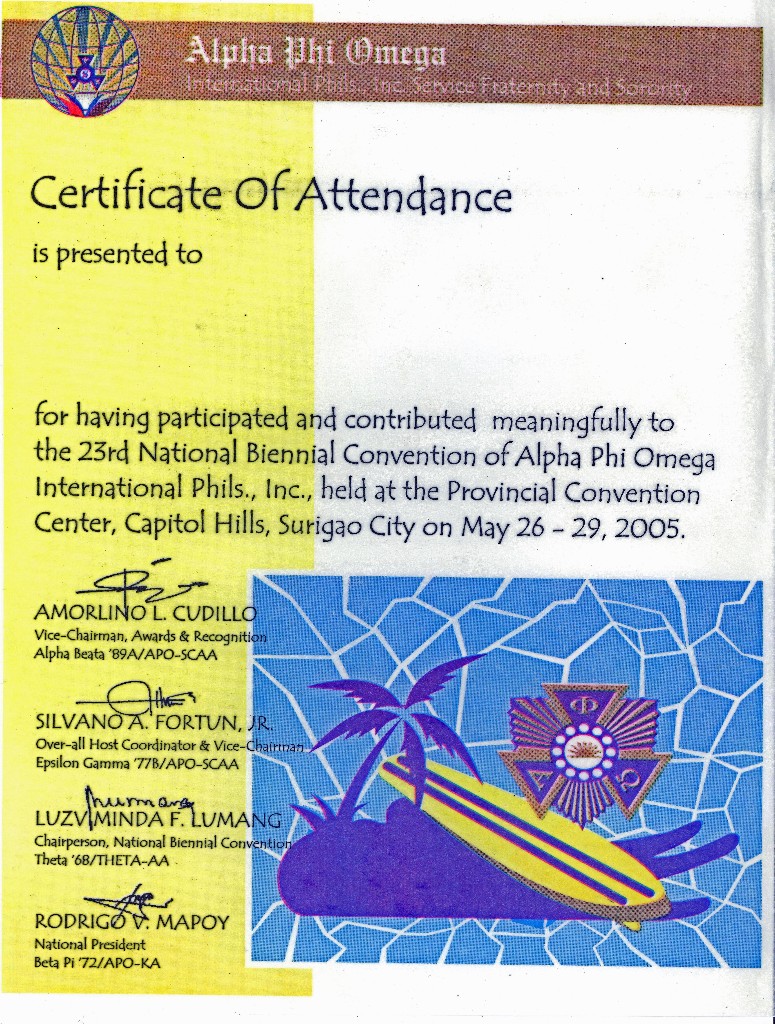 Alpha Phi Omega
International Phils., Inc. Service Fraternity and Sorority
Certificate Of Attendance
is presented to
for having participated and contributed meaningfully to
the 23rd National Biennial Convention of Alpha Phi Omega
International Phils., Inc., held at the Provincial Convention
Center, Capitol Hills, Surigao City on May 26 - 29, 2005.
AMORLINO L. CUDILLO
Vice-Chairman, Awards & Recognition
Alpha Beata '89A/APO-SCAA
SILVANO A. FORTUN, JR.
Over-all Host Coordinator & Vice-Chairman
Epsilon Gamma '77B/APO-SCAA
LUZVIMINDA F. LUMANG
Chairperson, National Biennial Convention
Theta '68/THETA-AA
RODRIGO V. MAPOY
National President
Beta Pi '72/APO-KA
Φ
Α Ω